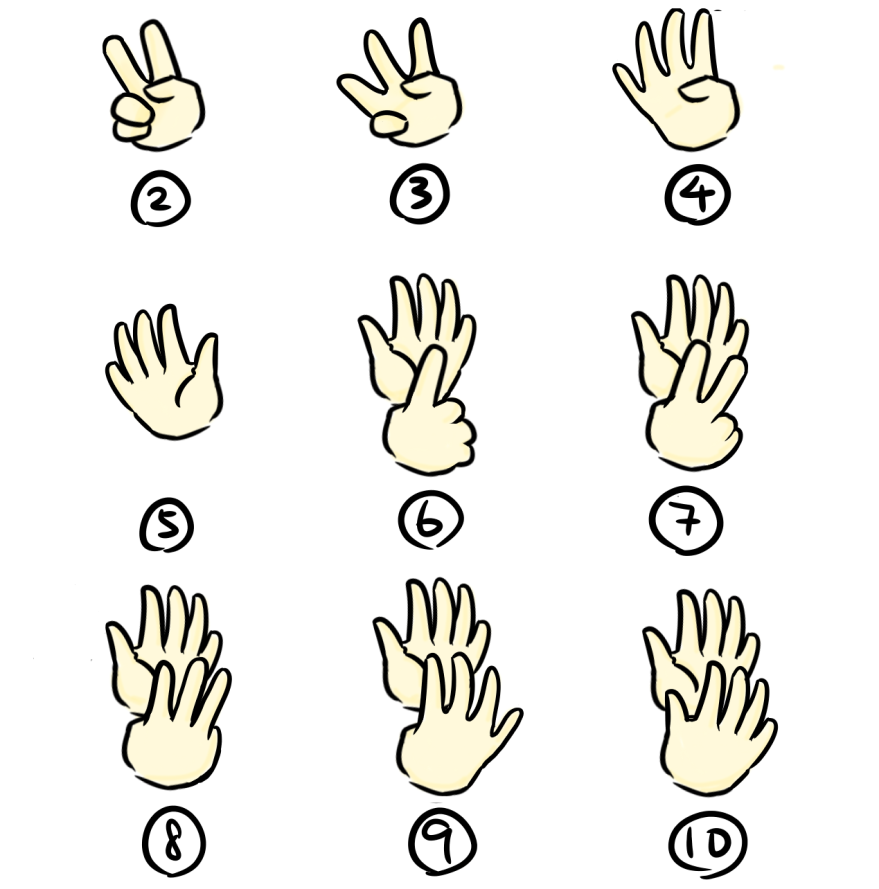 ② ③ ④
⑤ ⑥ ⑦
⑧ ⑨ ⑩